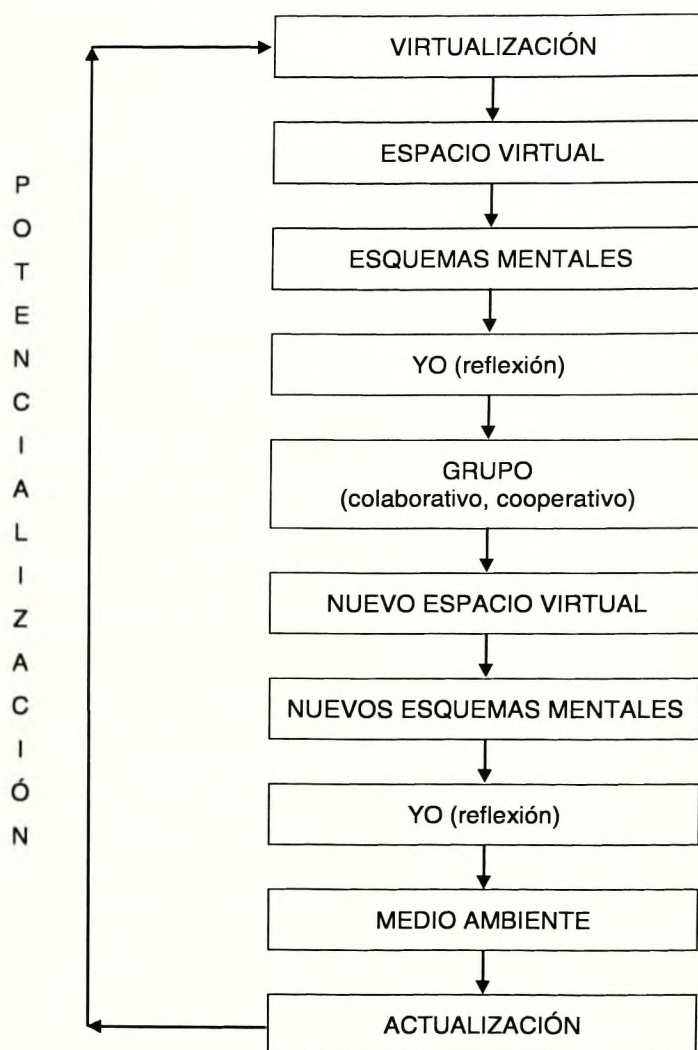 VIRTUALIZACIÓN
ESPACIO VIRTUAL
ESQUEMAS MENTALES
YO (reflexión)
GRUPO
(colaborativo, cooperativo)
NUEVO ESPACIO VIRTUAL
NUEVOS ESQUEMAS MENTALES
YO (reflexión)
MEDIO AMBIENTE
ACTUALIZACIÓN
POTENCIALIZACIÓN